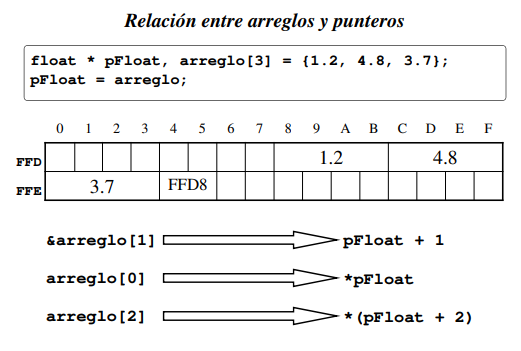 Relación entre arreglos y punteros
float * pFloat, arreglo[3] = {1.2, 4.8, 3.7};
pFloat = arreglo;
0 1 2 3 4 5 6 7 8 9 A B C D E F
FFD 1.2 4.8
FFE 3.7 FFD8
&arreglo[1] pFloat + 1
arreglo[0] *pFloat
arreglo[2] *(pFloat + 2)